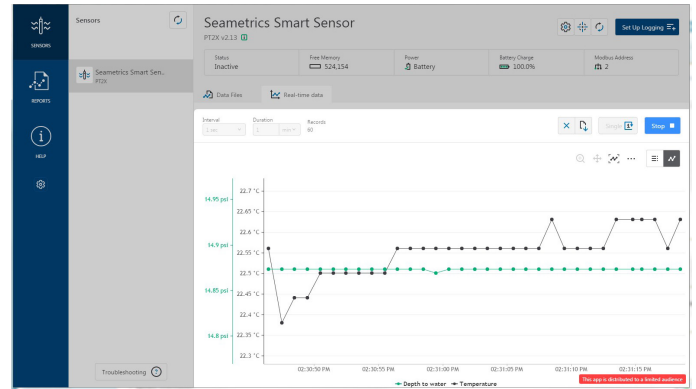 SENSORS
REPORTS
HELP
Sensors
Seametrics Smart Sen..
PT2X
Troubleshooting ?
Seametrics Smart Sensor
PT2X v2.13
Set Up Logging
Status
Inactive
Free Memory
524,154
Power
Battery
Battery Charge
100.0%
Modbus Address
2
Data Files
Real-time data
Interval
1 sec
Duration
1
min
Records
60
Single
Stop
14.95 psi
14.9 psi
14.85 psi
14.8 psi
22.7 °C
22.65 °C
22.6 °C
22.55 °C
22.5 °C
22.45 °C
22.4 °C
22.35 °C
22.3 °C
02:30:50 PM 02:30:55 PM 02:31:00 PM 02:31:05 PM 02:31:10 PM 02:31:15 PM
Depth to water Temperature
This app is distributed to a limited audience